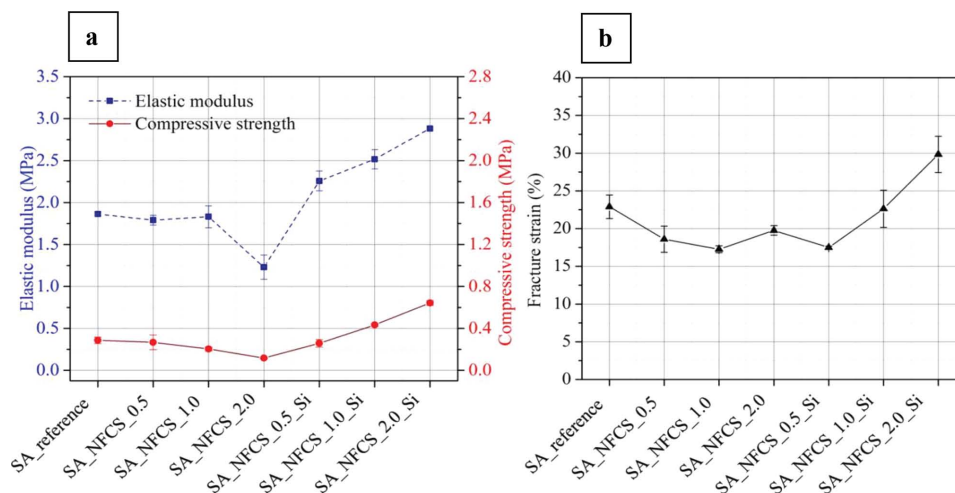 a
b
3.5
3.0
2.5
2.0
1.5
1.0
0.5
0.0
Elastic modulus (MPa)
Elastic modulus
Compressive strength
2.8
2.4
2.0
1.6
1.2
0.8
0.4
0.0
Compressive strength (MPa)
SA_reference
SA_NFCS_0.5
SA_NFCS_1.0
SA_NFCS_2.0
SA_NFCS_0.5_Si
SA_NFCS_1.0_Si
SA_NFCS_2.0_Si
40
35
30
25
20
15
10
5
0
Fracture strain (%)
SA_reference
SA_NFCS_0.5
SA_NFCS_1.0
SA_NFCS_2.0
SA_NFCS_0.5_Si
SA_NFCS_1.0_Si
SA_NFCS_2.0_Si